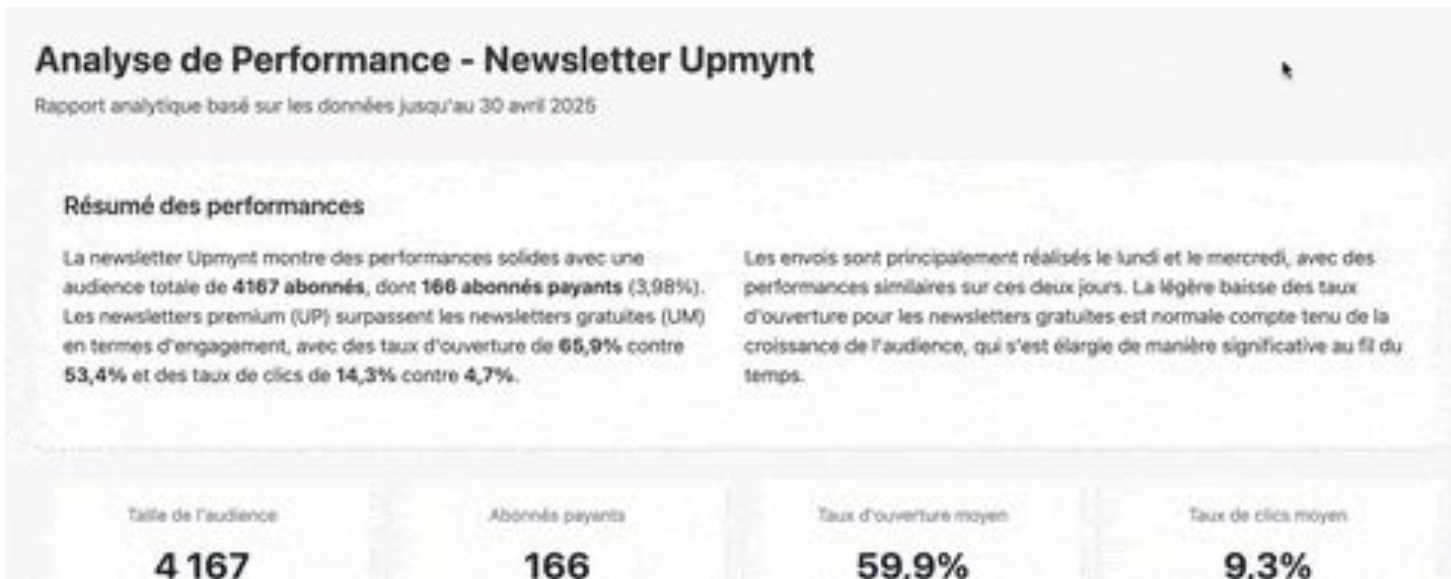 Analyse de Performance - Newsletter Upmynt
Rapport analytique basé sur les données jusqu'au 30 avril 2025
Résumé des performances
La newsletter Upmynt montre des performances solides avec une
audience totale de 4167 abonnés, dont 166 abonnés payants (3,98%).
Les newsletters premium (UP) surpassent les newsletters gratuites (UM)
en termes d'engagement, avec des taux d'ouverture de 65,9% contre
53,4% et des taux de clics de 14,3% contre 4,7%.
Les envois sont principalement réalisés le lundi et le mercredi, avec des
performances similaires sur ces deux jours. La légère baisse des taux
d'ouverture pour les newsletters gratuites est normale compte tenu de la
croissance de l'audience, qui s'est élargie de manière significative au fil du
temps.
Taille de l'audience
4 167
Abonnés payants
166
Taux d'ouverture moyen
59,9%
Taux de clics moyen
9,3%